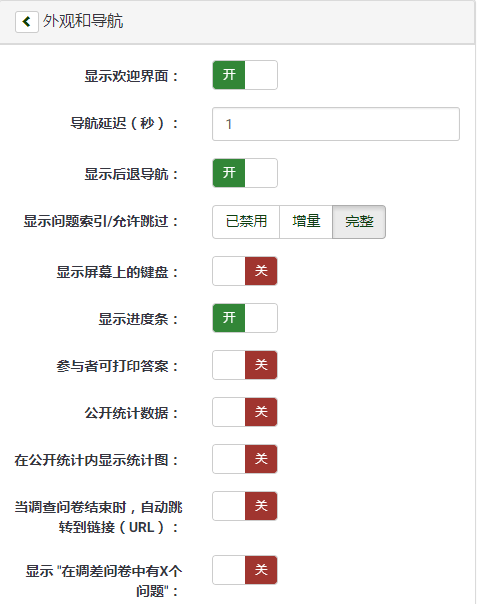 外观和导航
显示欢迎界面：
开
导航延迟（秒）：
1
显示后退导航：
开
显示问题索引/允许跳过：
已禁用 增量 完整
显示屏幕上的键盘：
关
显示进度条：
开
参与者可打印答案：
关
公开统计数据：
关
在公开统计内显示统计图：
关
当调查问卷结束时，自动跳
转到链接（URL）：
关
显示 "在调差问卷中有X个
问题"：
关